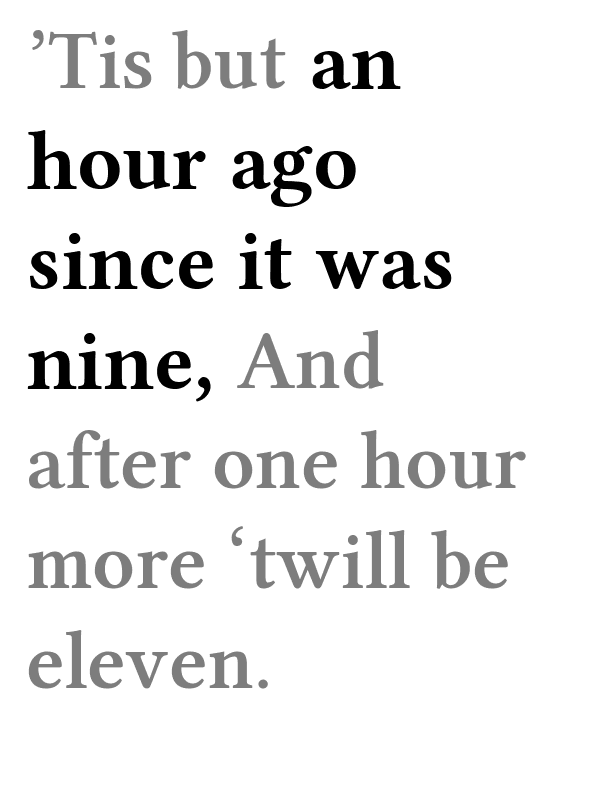 ’Tis but an
hour ago
since it was
nine, And
after one hour
more ‘twill be
eleven.